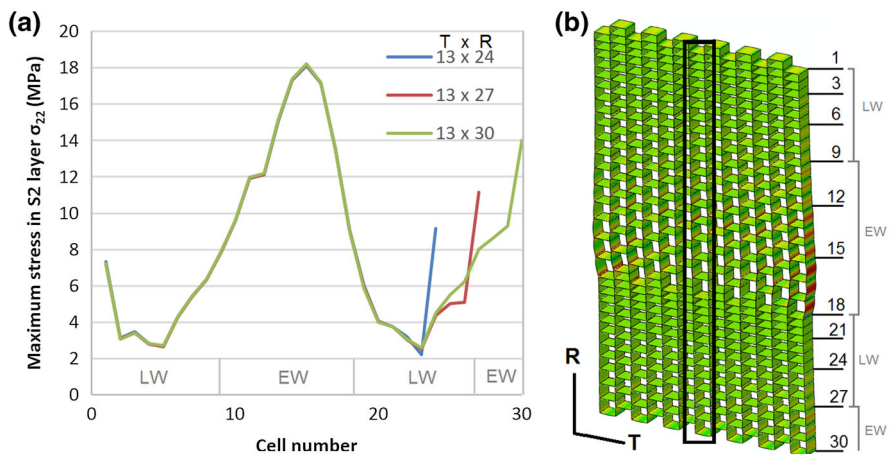 (a)
Maximum stress in S2 layer σ22 (MPa)
20
18
16
14
12
10
8
6
4
2
0
T x R
13 x 24
13 x 27
13 x 30
LW
EW
LW
EW
0
10
20
30
Cell number
(b)
1
3
6
9
12
15
18
21
24
27
30
LW
EW
LW
EW
R
T